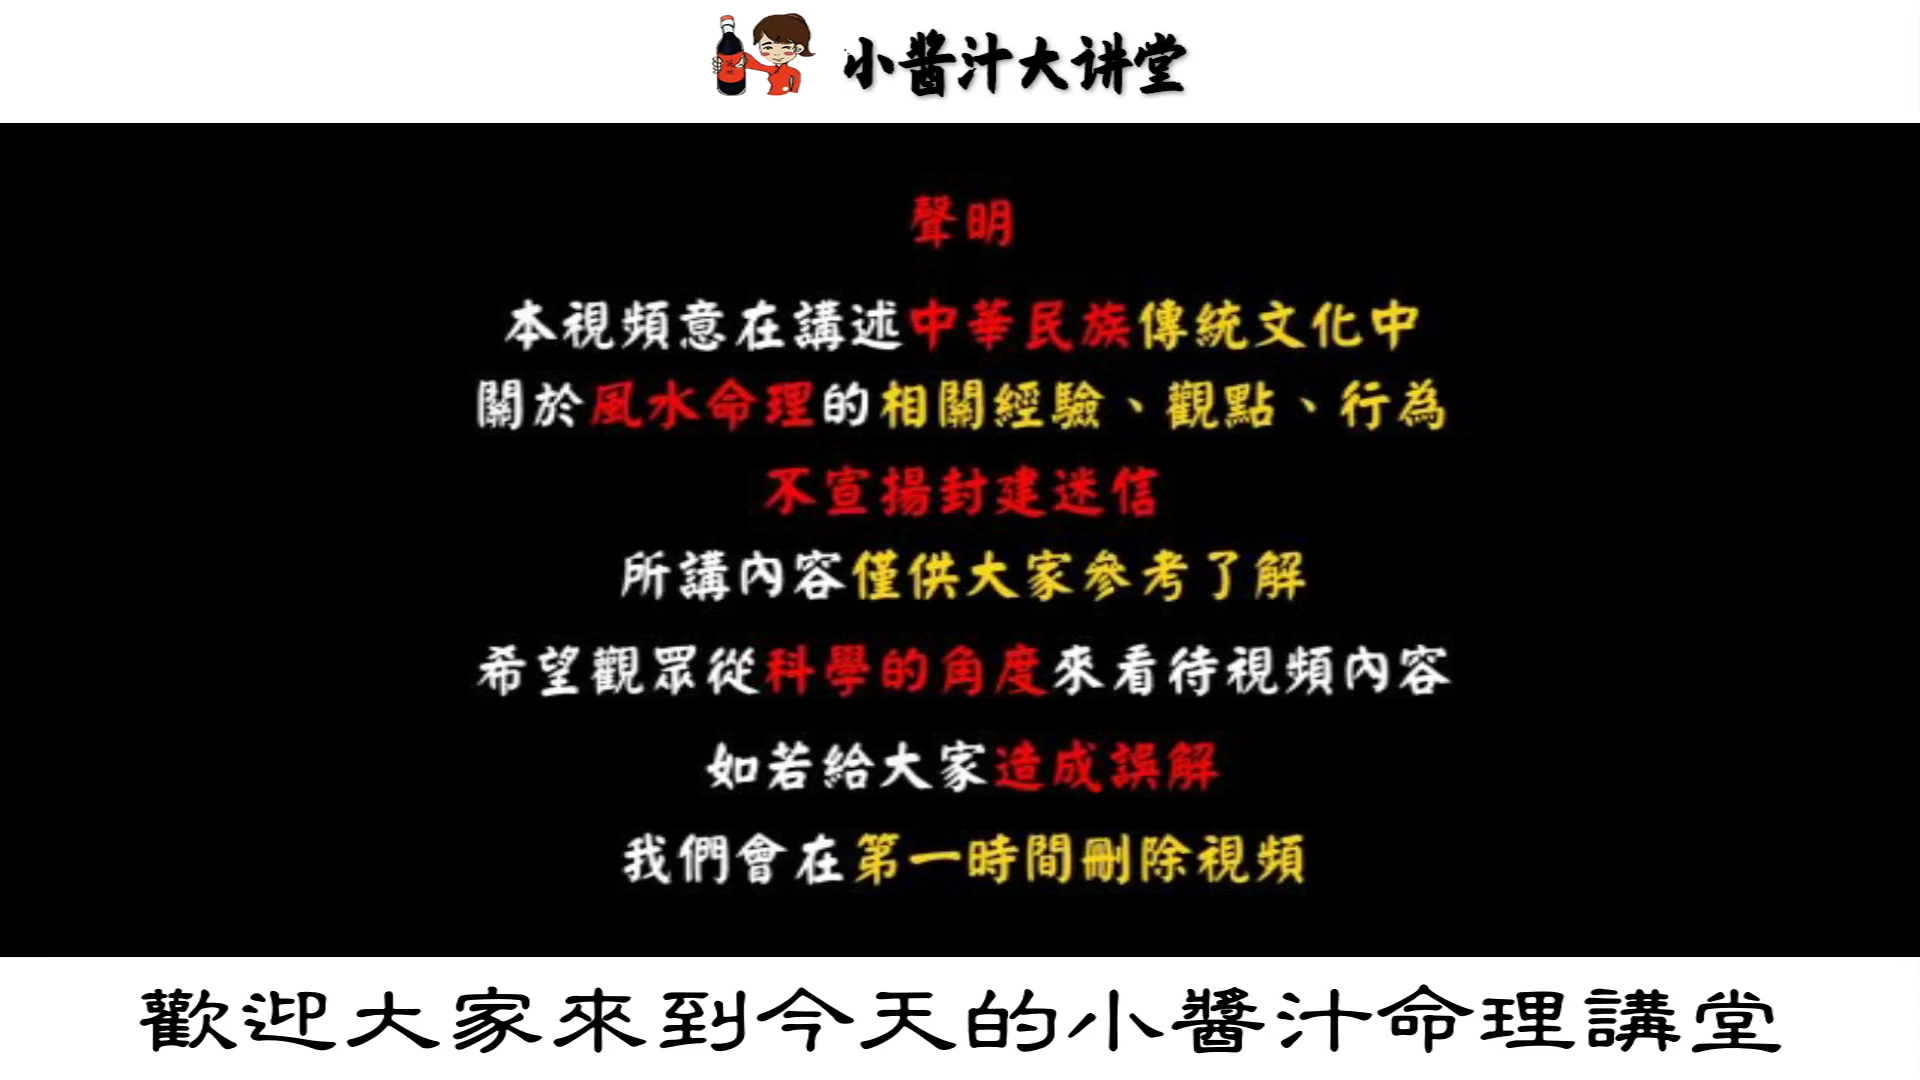 小醬汁大讲堂
聲明
本視頻意在講述中華民族傳統文化中
關於風水命理的相關經驗、觀點、行為
不宣揚封建迷信
所講內容僅供大家參考了解
希望觀眾從科學的角度來看待視頻內容
如若給大家造成誤解
我們會在第一時間刪除視頻
歡迎大家來到今天的小醬汁命理講堂